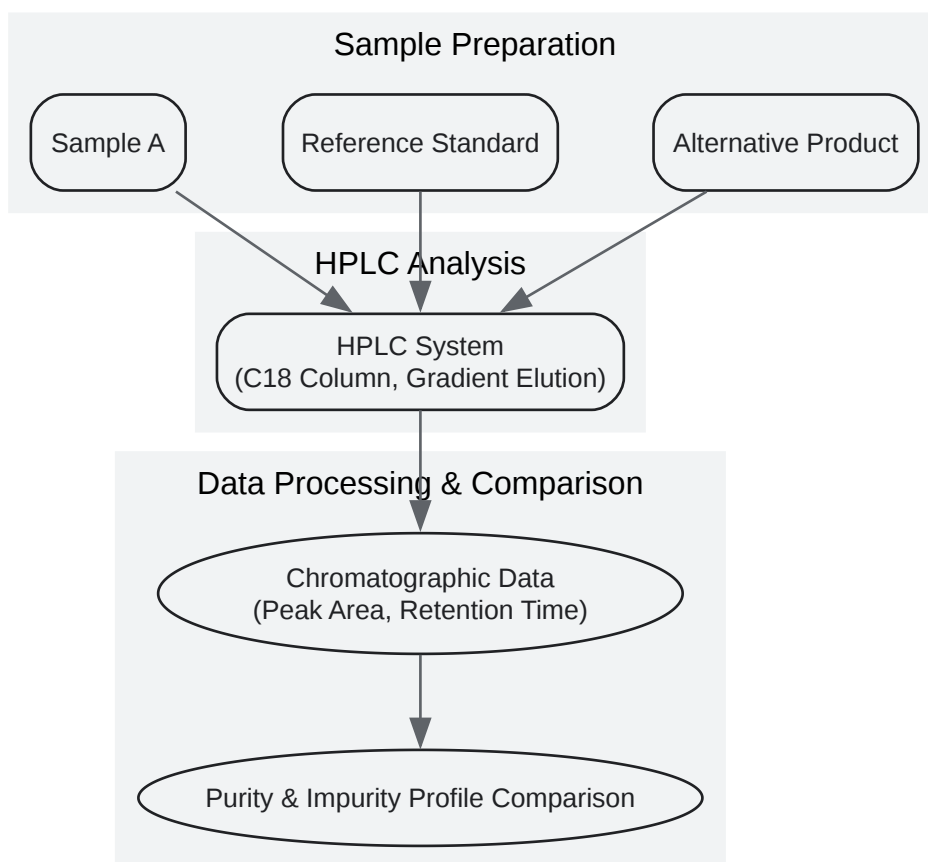 Sample Preparation
Sample A
Reference Standard
Alternative Product
HPLC Analysis
HPLC System
(C18 Column, Gradient Elution)
Data Processing & Comparison
Chromatographic Data
(Peak Area, Retention Time)
Purity & Impurity Profile Comparison